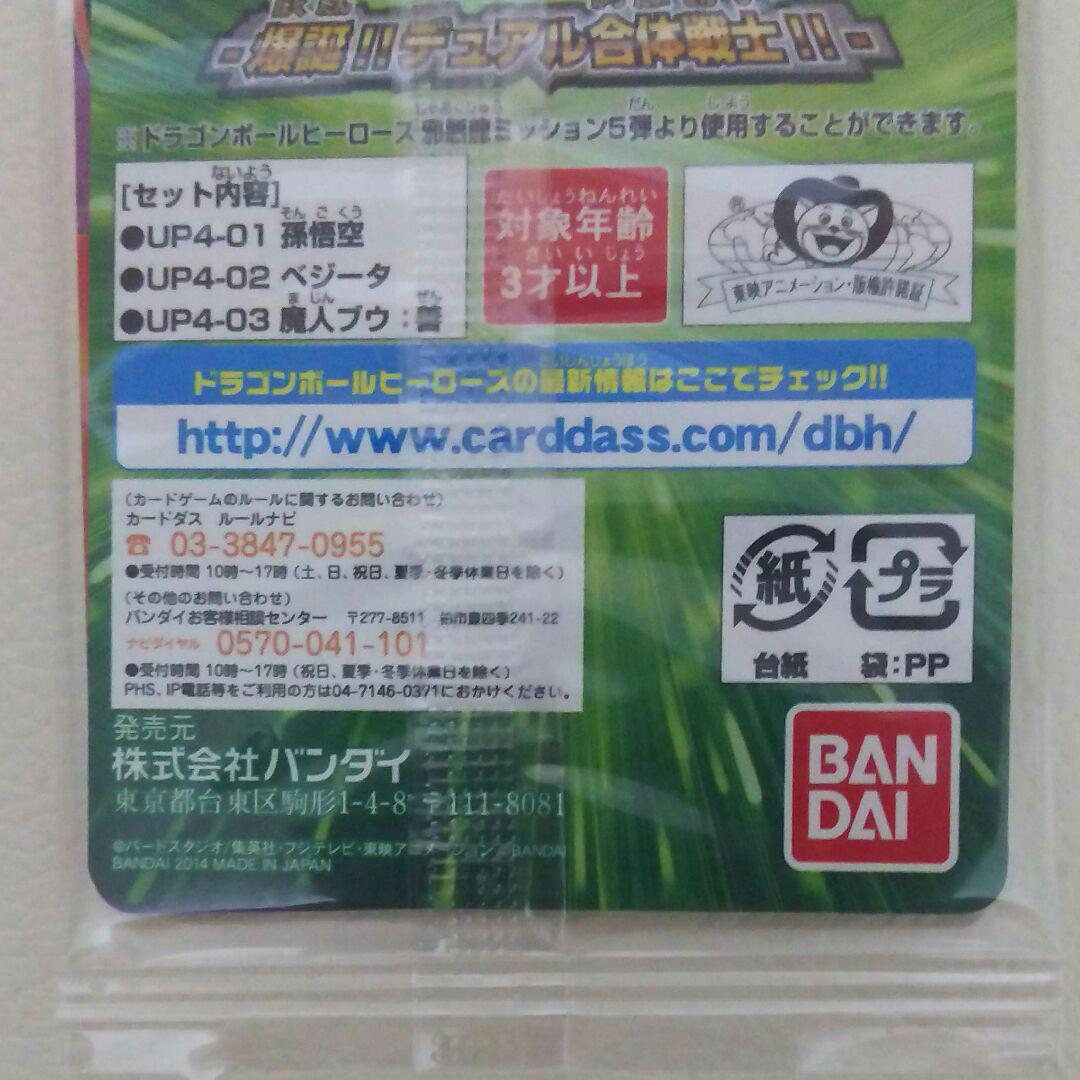 爆誕!!デュアル合体戦士!!
※ドラゴンボールヒーローズ 邪悪龍ミッション5弾より使用することができます。
[セット内容]
●UP4-01 孫悟空
●UP4-02 ベジータ
●UP4-03 魔人ブウ:善
対象年齢
3才以上
®
東映アニメーション・版権許諾証
ドラゴンボールヒーローズの最新情報はここでチェック!!
http://www.carddass.com/dbh/
(カードゲームのルールに関するお問い合わせ)
カードダス ルールナビ
☎ 03-3847-0955
●受付時間 10時〜17時(土、日、祝日、夏季・冬季休業日を除く)
(その他のお問い合わせ)
バンダイお客様相談センター 〒277-8511 柏市豊四季241-22
ナビダイヤル 0570-041-101
●受付時間 10時〜17時(祝日、夏季・冬季休業日を除く)
PHS、IP電話等をご利用の方は04-7146-0371におかけください。
紙
プラ
台紙 袋:PP
発売元
株式会社バンダイ
東京都台東区駒形1-4-8 〒111-8081
©バードスタジオ/集英社・フジテレビ・東映アニメーション ©BANDAI
BANDAI 2014 MADE IN JAPAN
BAN
DAI